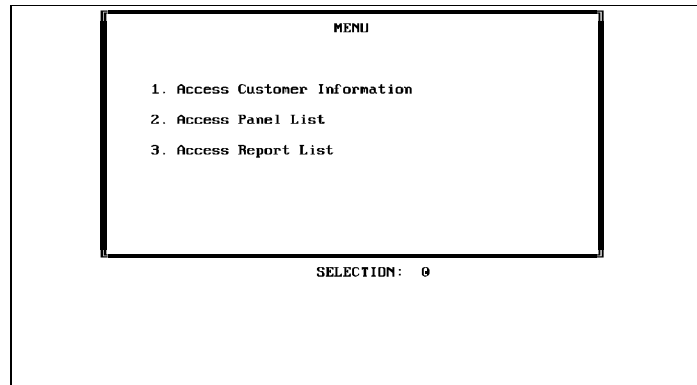 MENU
1. Access Customer Information
2. Access Panel List
3. Access Report List
SELECTION: 0